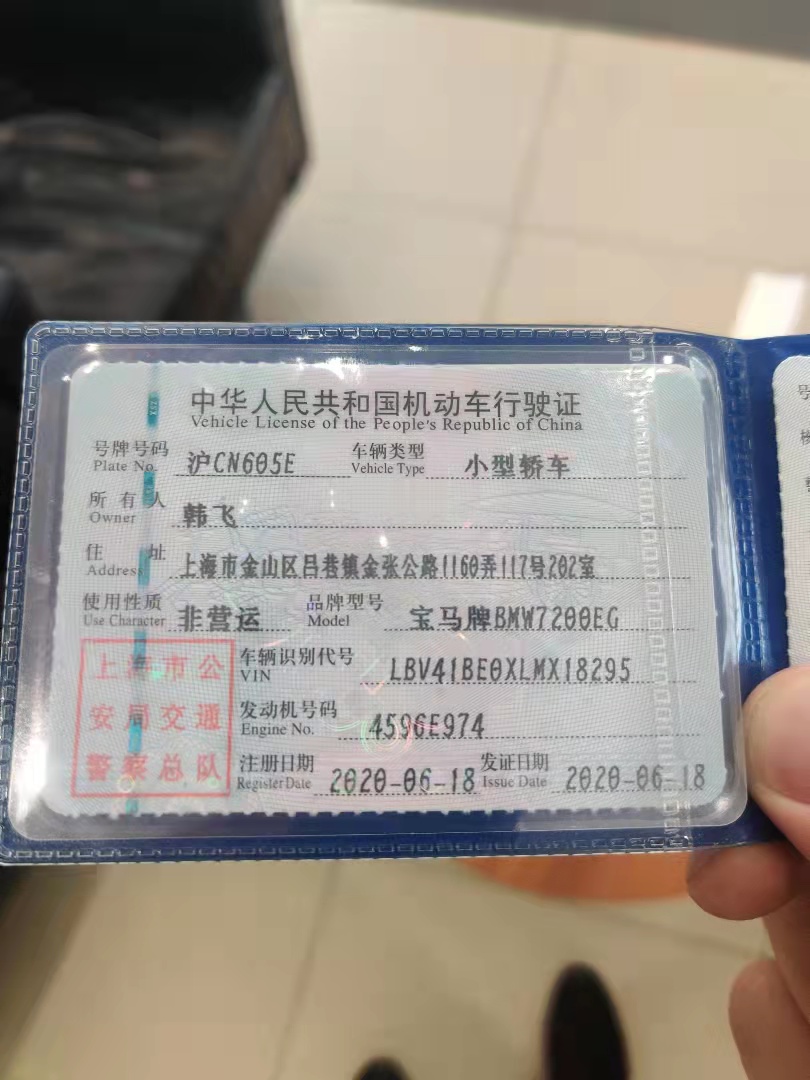 中华人民共和国机动车行驶证
Vehicle License of the People's Republic of China
号牌号码 沪CN605E 车辆类型 小型轿车
Plate No. Vehicle Type
所有人 韩飞
Owner
住址 上海市金山区吕巷镇金张公路1160弄117号202室
Address
使用性质 非营运 品牌型号 宝马牌BMW7200EG
Use Character Model
上海市公
安局交通
警察总队
车辆识别代号 LBV41BE0XLMX18295
VIN
发动机号码 4596E974
Engine No.
注册日期 2020-06-18 发证日期 2020-06-18
Register Date Issue Date
号